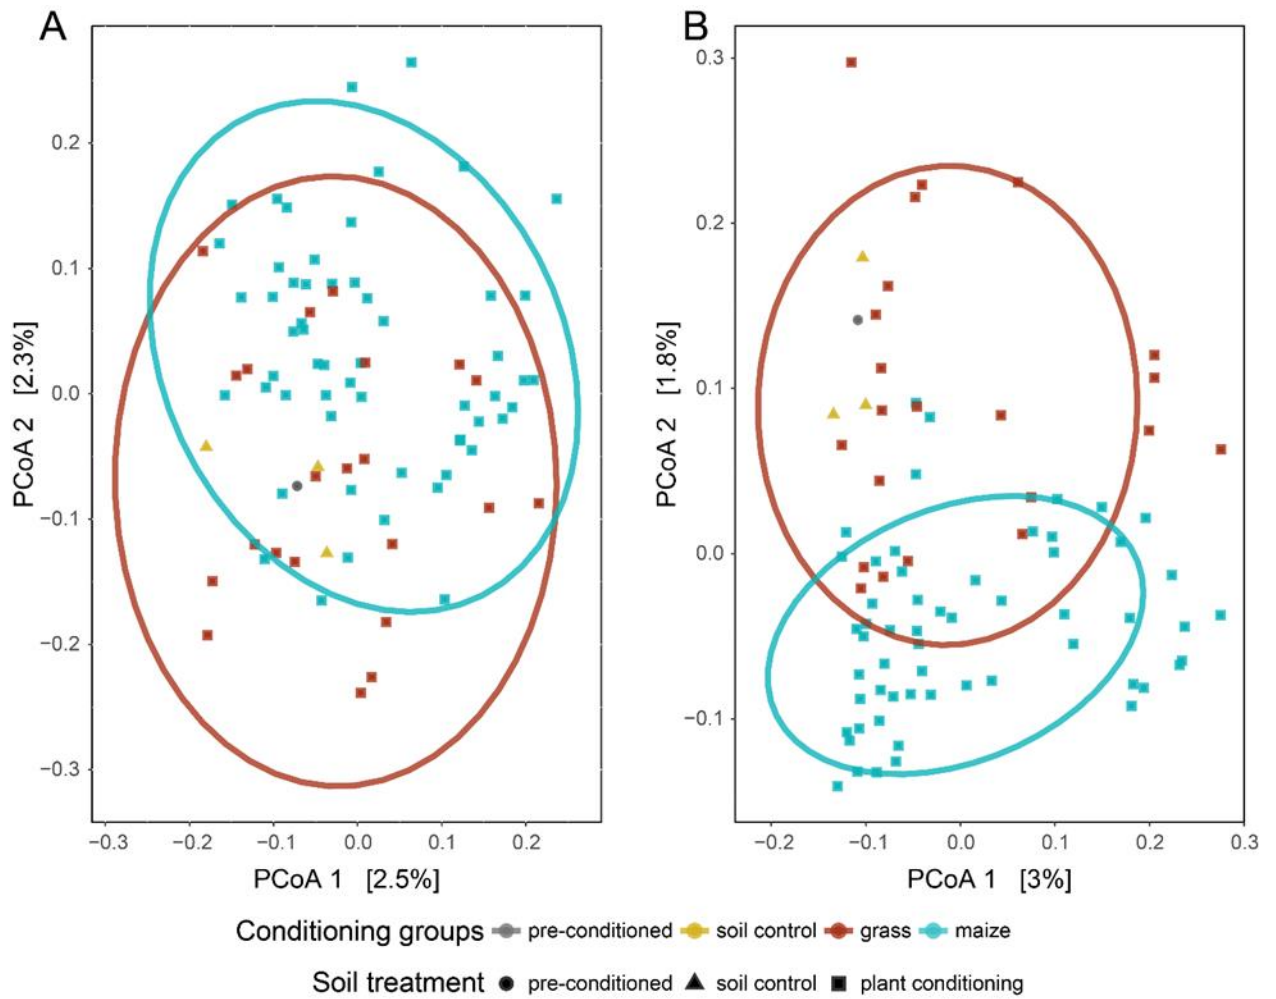 A
B
0.2
0.1
0.0
−0.1
−0.2
−0.3
PCoA 2 [2.3%]
−0.3 −0.2 −0.1 0.0 0.1 0.2
PCoA 1 [2.5%]
0.3
0.2
0.1
0.0
−0.1
PCoA 2 [1.8%]
−0.2 −0.1 0.0 0.1 0.2 0.3
PCoA 1 [3%]
Conditioning groups pre-conditioned soil control grass maize
Soil treatment pre-conditioned soil control plant conditioning